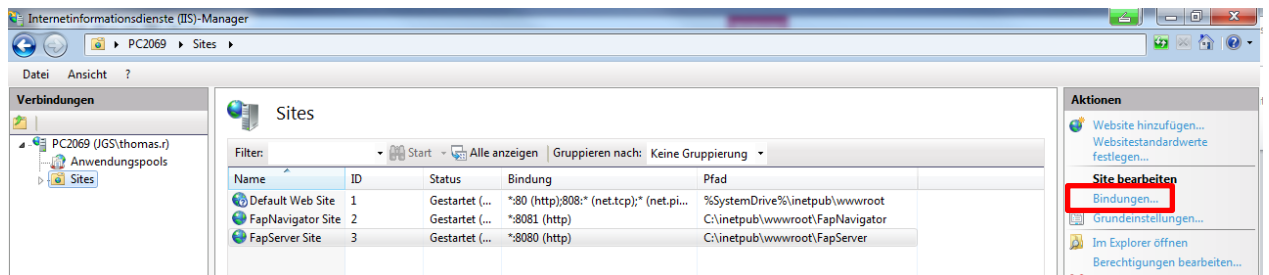 Internetinformationsdienste (IIS)-Manager
PC2069 Sites
Datei Ansicht ?
Verbindungen
PC2069 (JGS\thomas.r)
Anwendungspools
Sites
Sites
Filter: Start Alle anzeigen Gruppieren nach: Keine Gruppierung
Name ID Status Bindung Pfad
Default Web Site 1 Gestartet (... *:80 (http);808:* (net.tcp);* (net.pi... %SystemDrive%\inetpub\wwwroot
FapNavigator Site 2 Gestartet (... *:8081 (http) C:\inetpub\wwwroot\FapNavigator
FapServer Site 3 Gestartet (... *:8080 (http) C:\inetpub\wwwroot\FapServer
Aktionen
Website hinzufügen...
Websitestandardwerte
festlegen...
Site bearbeiten
Bindungen...
Grundeinstellungen...
Im Explorer öffnen
Berechtigungen bearbeiten...